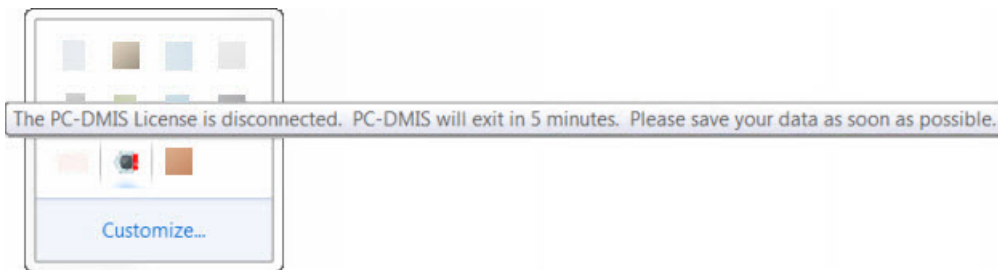 The PC-DMIS License is disconnected. PC-DMIS will exit in 5 minutes. Please save your data as soon as possible.
Customize...